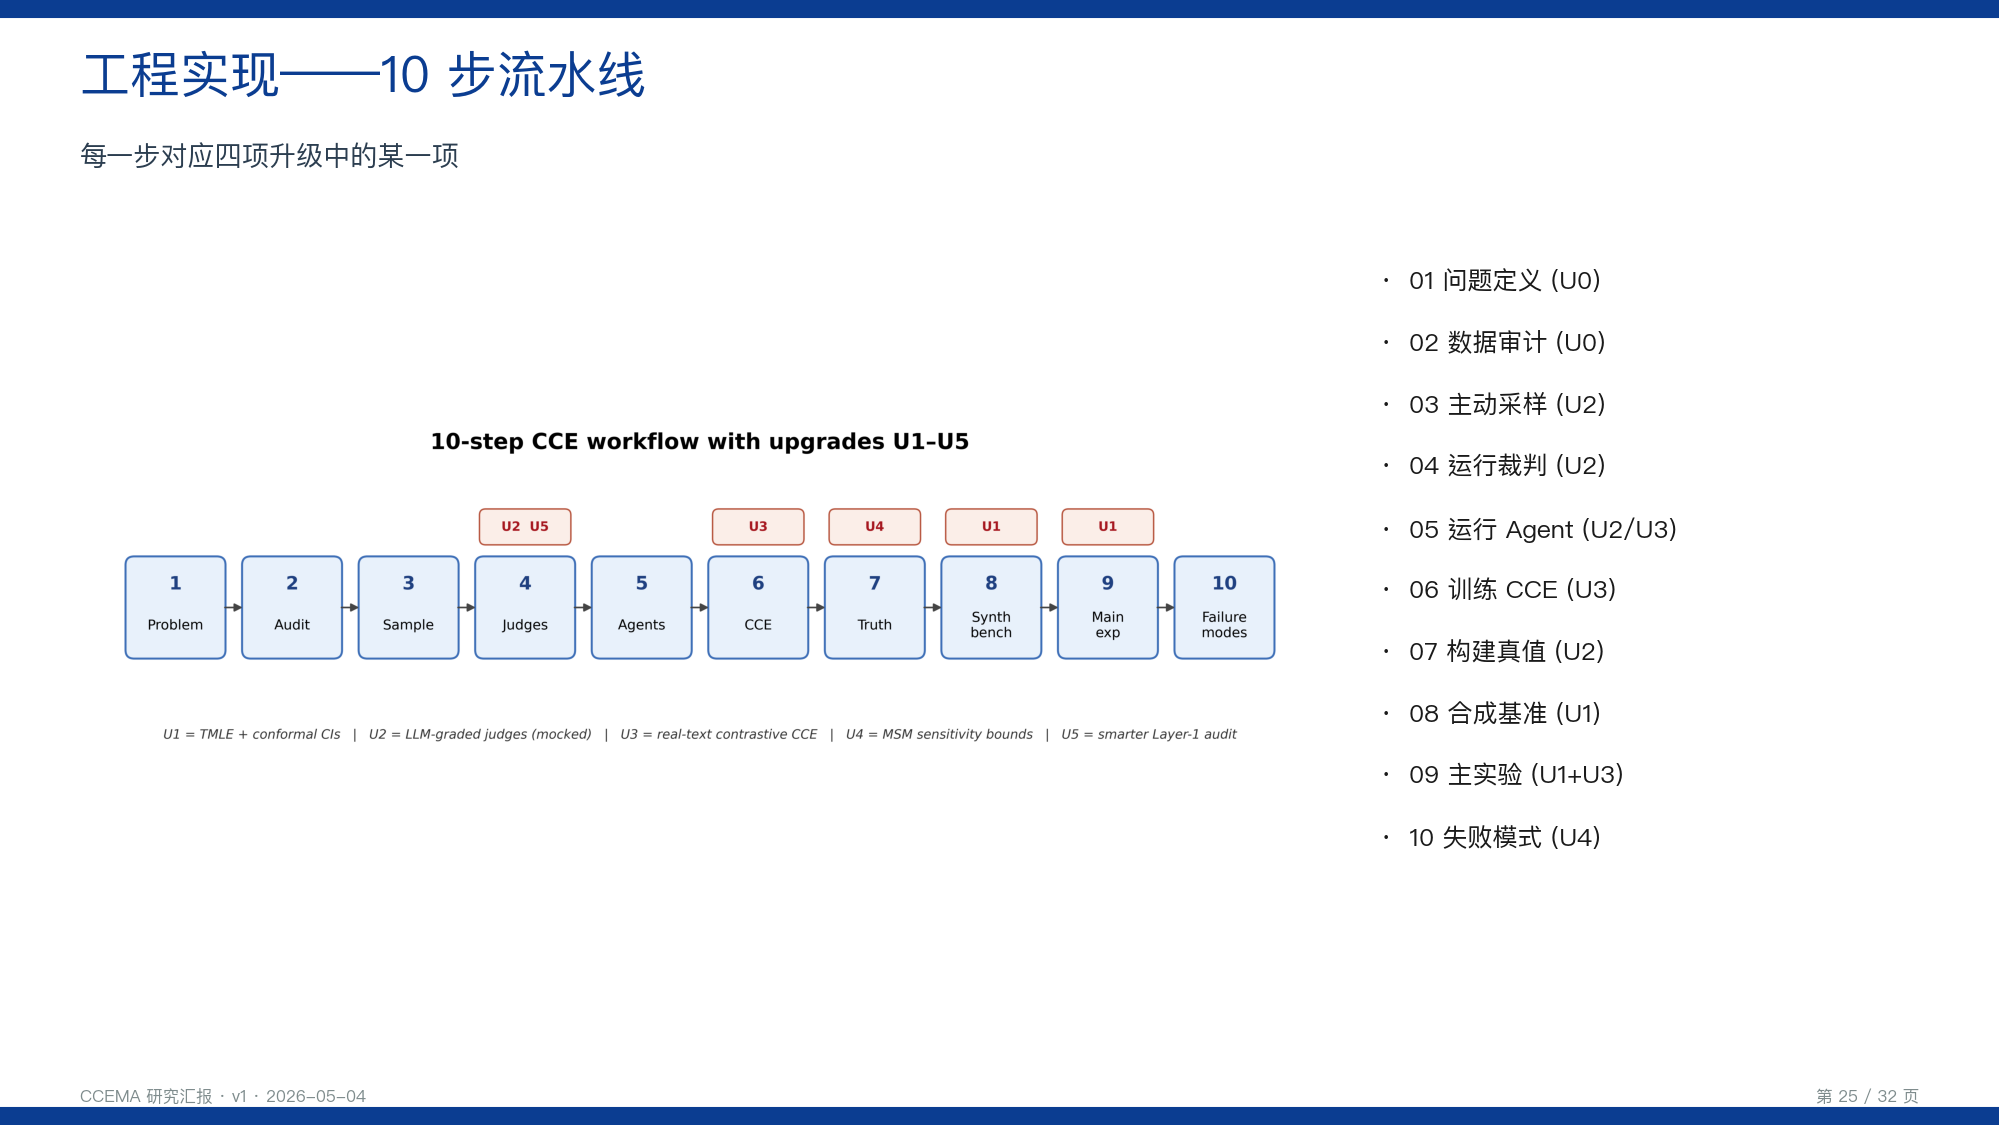 工程实现——10 步流水线
每一步对应四项升级中的某一项
10-step CCE workflow with upgrades U1–U5
U2 U5
U3
U4
U1
U1
1
Problem
2
Audit
3
Sample
4
Judges
5
Agents
6
CCE
7
Truth
8
Synth
bench
9
Main
exp
10
Failure
modes
U1 = TMLE + conformal CIs | U2 = LLM-graded judges (mocked) | U3 = real-text contrastive CCE | U4 = MSM sensitivity bounds | U5 = smarter Layer-1 audit
· 01 问题定义 (U0)
· 02 数据审计 (U0)
· 03 主动采样 (U2)
· 04 运行裁判 (U2)
· 05 运行 Agent (U2/U3)
· 06 训练 CCE (U3)
· 07 构建真值 (U2)
· 08 合成基准 (U1)
· 09 主实验 (U1+U3)
· 10 失败模式 (U4)
CCEMA 研究汇报 · v1 · 2026-05-04
第 25 / 32 页